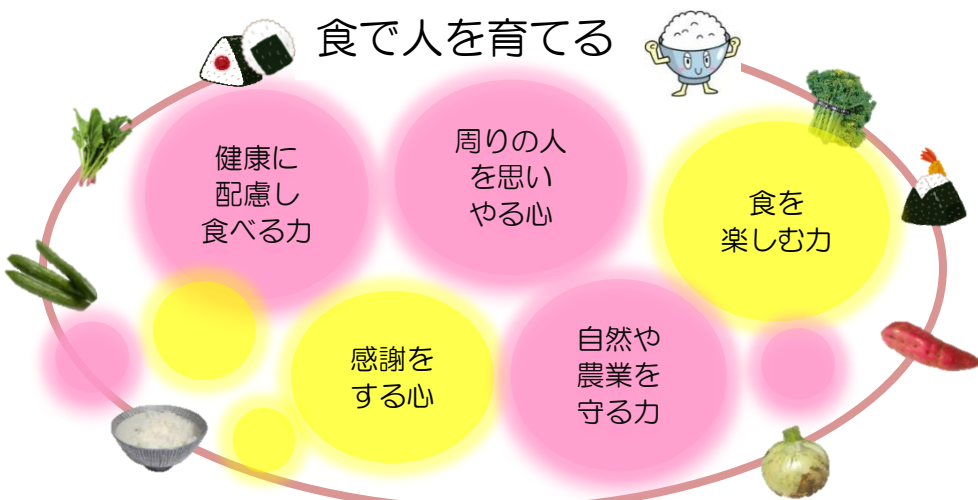 食で人を育てる
健康に
配慮し
食べる力
周りの人
を思い
やる心
食を
楽しむ力
感謝を
する心
自然や
農業を
守る力